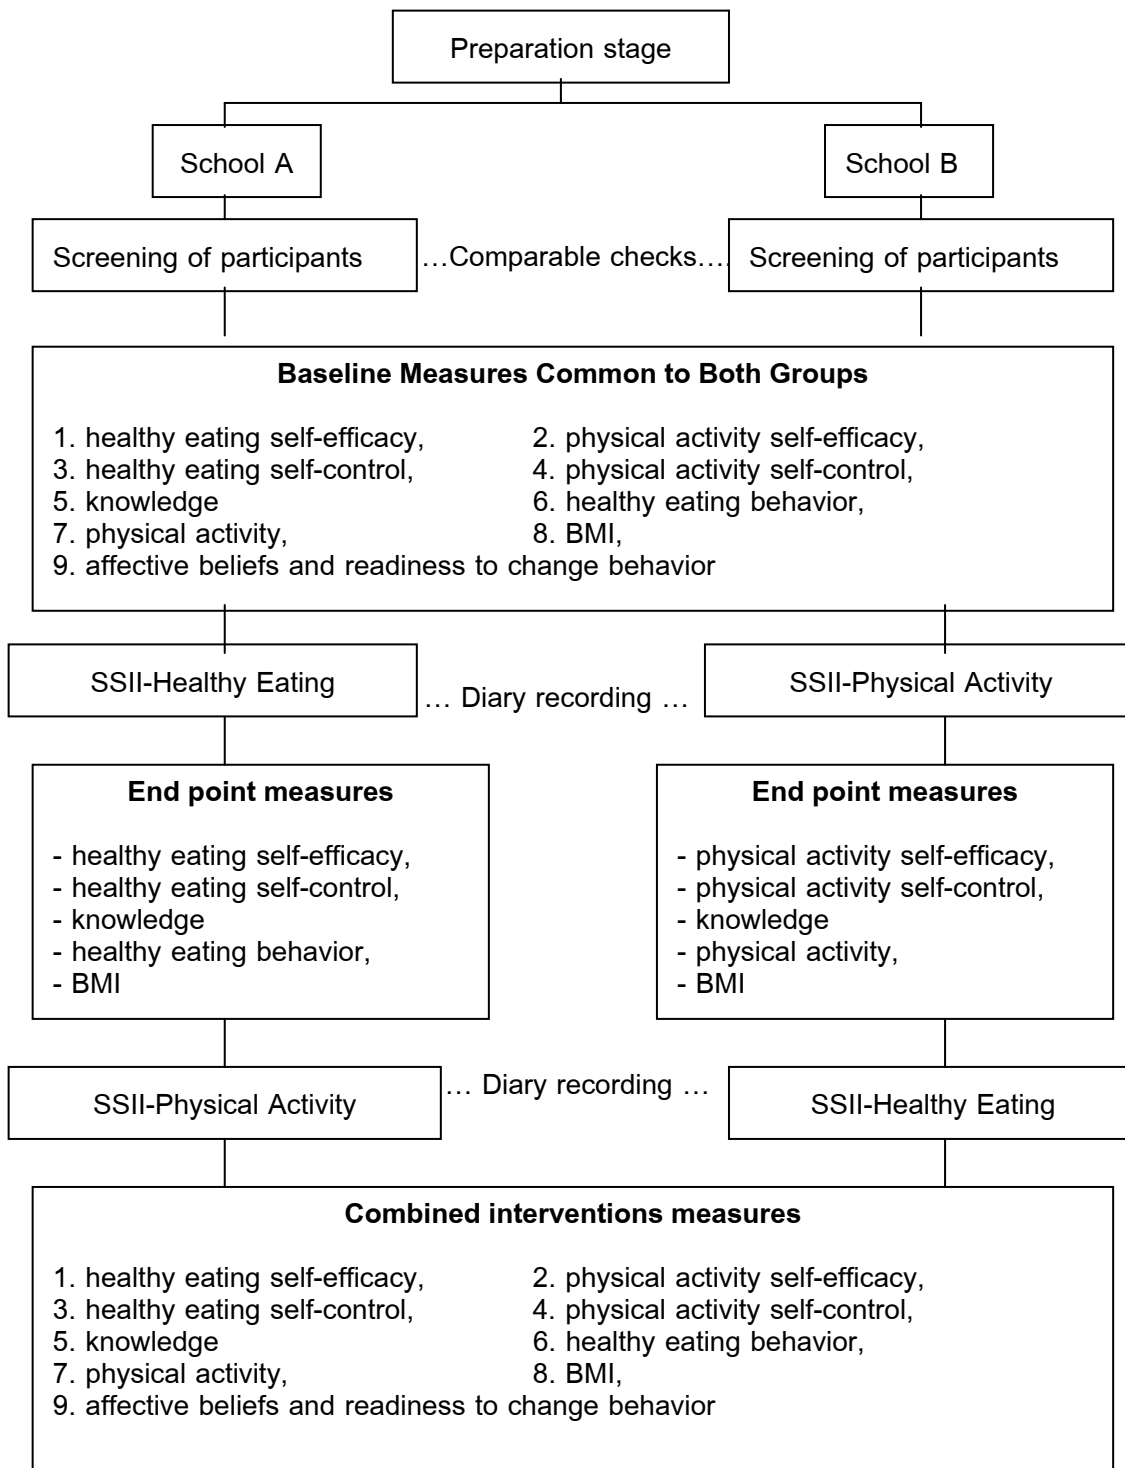 Preparation stage
School A
School B
Screening of participants
…Comparable checks….
Screening of participants
Baseline Measures Common to Both Groups
1. healthy eating self-efficacy, 2. physical activity self-efficacy,
3. healthy eating self-control, 4. physical activity self-control,
5. knowledge 6. healthy eating behavior,
7. physical activity, 8. BMI,
9. affective beliefs and readiness to change behavior
SSII-Healthy Eating
… Diary recording …
SSII-Physical Activity
End point measures
- healthy eating self-efficacy,
- healthy eating self-control,
- knowledge
- healthy eating behavior,
- BMI
End point measures
- physical activity self-efficacy,
- physical activity self-control,
- knowledge
- physical activity,
- BMI
SSII-Physical Activity
… Diary recording …
SSII-Healthy Eating
Combined interventions measures
1. healthy eating self-efficacy, 2. physical activity self-efficacy,
3. healthy eating self-control, 4. physical activity self-control,
5. knowledge 6. healthy eating behavior,
7. physical activity, 8. BMI,
9. affective beliefs and readiness to change behavior